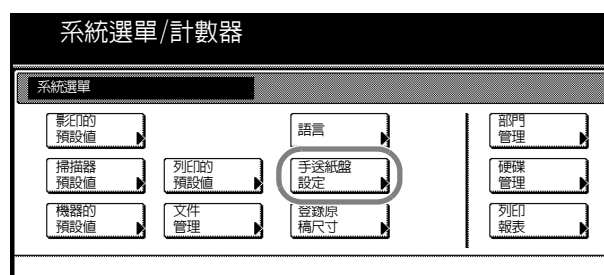 系統選單/計數器
系統選單
影印的
預設值
語言
部門
管理
掃描器
預設值
列印的
預設值
手送紙盤
設定
硬碟
管理
機器的
預設值
文件
管理
登錄原
稿尺寸
列印
報表